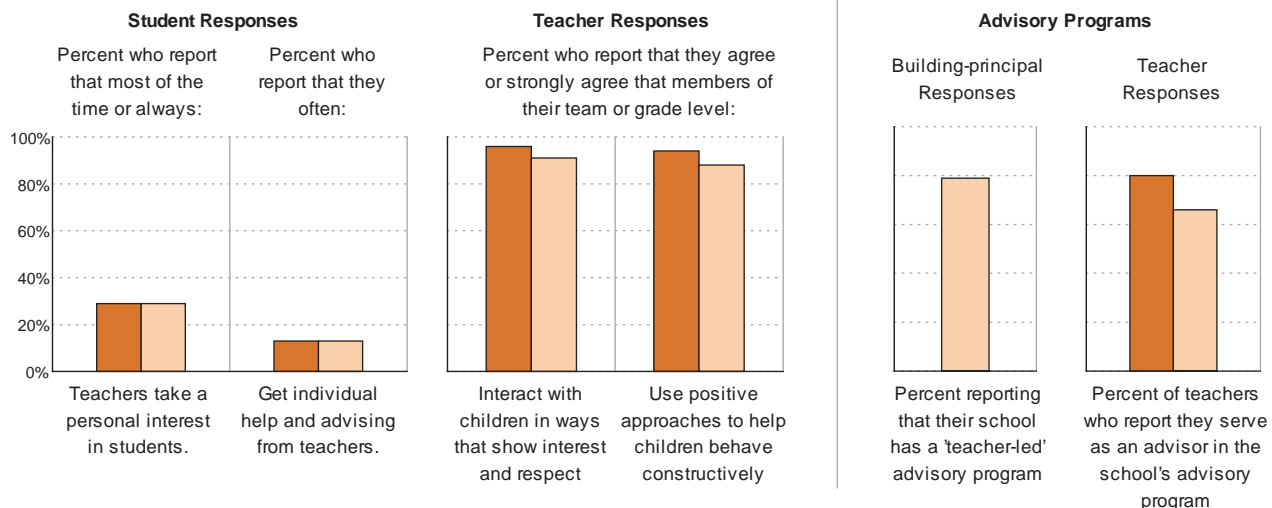 Student Responses
Percent who report
that most of the
time or always:
Percent who
report that they
often:
100%
80%
60%
40%
20%
0%
Teachers take a
personal interest
in students.
Get individual
help and advising
from teachers.
Teacher Responses
Percent who report that they agree
or strongly agree that members of
their team or grade level:
Interact with
children in ways
that show interest
and respect
Use positive
approaches to help
children behave
constructively
Advisory Programs
Building-principal
Responses
Percent reporting
that their school
has a 'teacher-led'
advisory program
Teacher
Responses
Percent of teachers
who report they serve
as an advisor in the
school's advisory
program